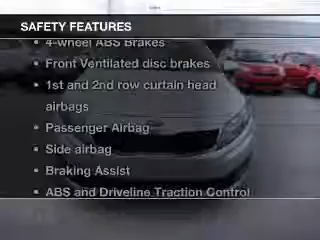 SAFETY FEATURES
4-wheel ABS Brakes
Front Ventilated disc brakes
1st and 2nd row curtain head
airbags
Passenger Airbag
Side airbag
Braking Assist
ABS and Driveline Traction Control